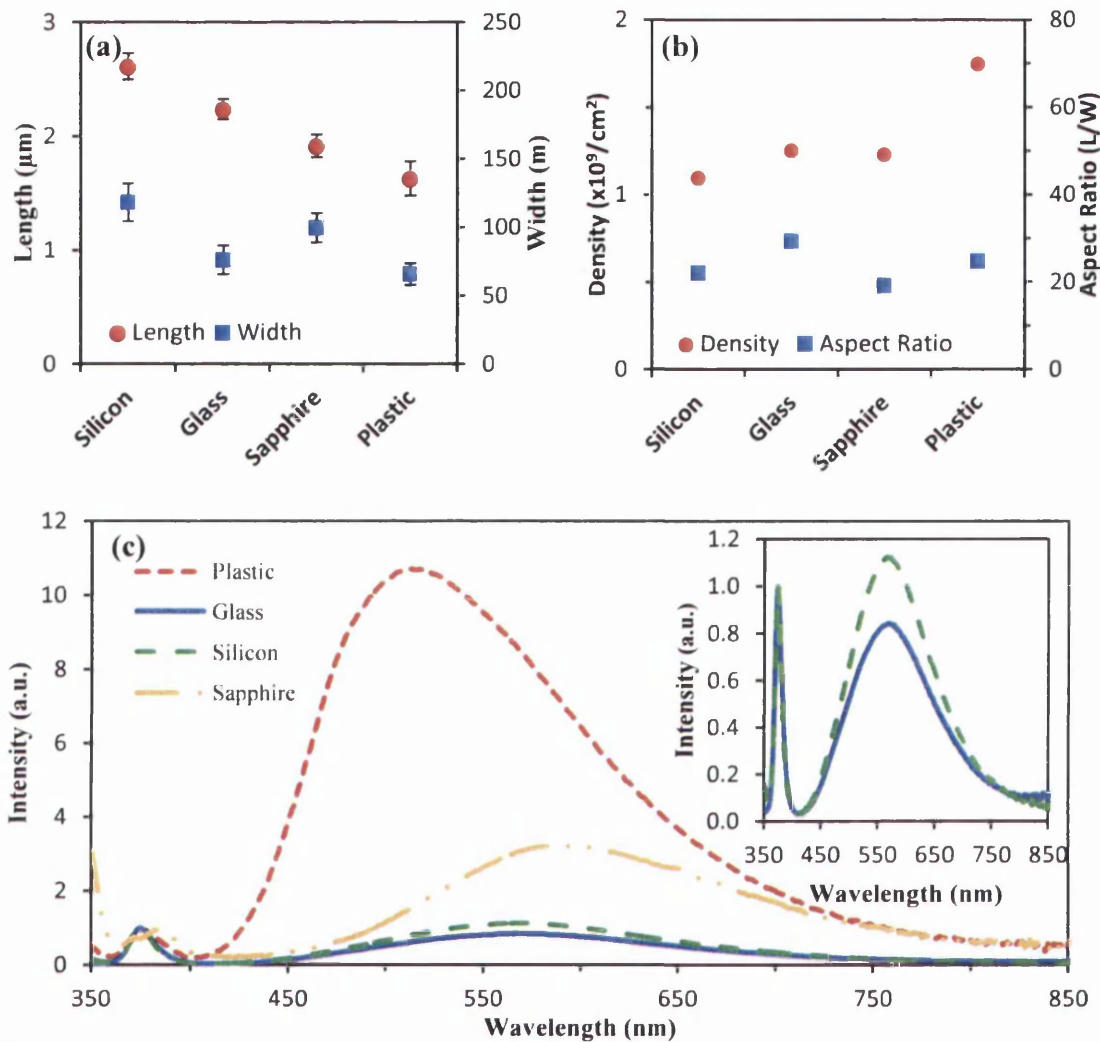 (a)
3
2
1
0
Length (µm)
250
200
150
100
50
0
Width (m)
Length
Width
Silicon
Glass
Sapphire
Plastic
(b)
2
1
0
Density (x10⁹/cm²)
80
60
40
20
0
Aspect Ratio (L/W)
Density
Aspect Ratio
Silicon
Glass
Sapphire
Plastic
(c)
12
10
8
6
4
2
0
Intensity (a.u.)
Plastic
Glass
Silicon
Sapphire
350 450 550 650 750 850
Wavelength (nm)
1.2
1.0
0.8
0.6
0.4
0.2
0.0
Intensity (a.u.)
350 450 550 650 750 850
Wavelength (nm)